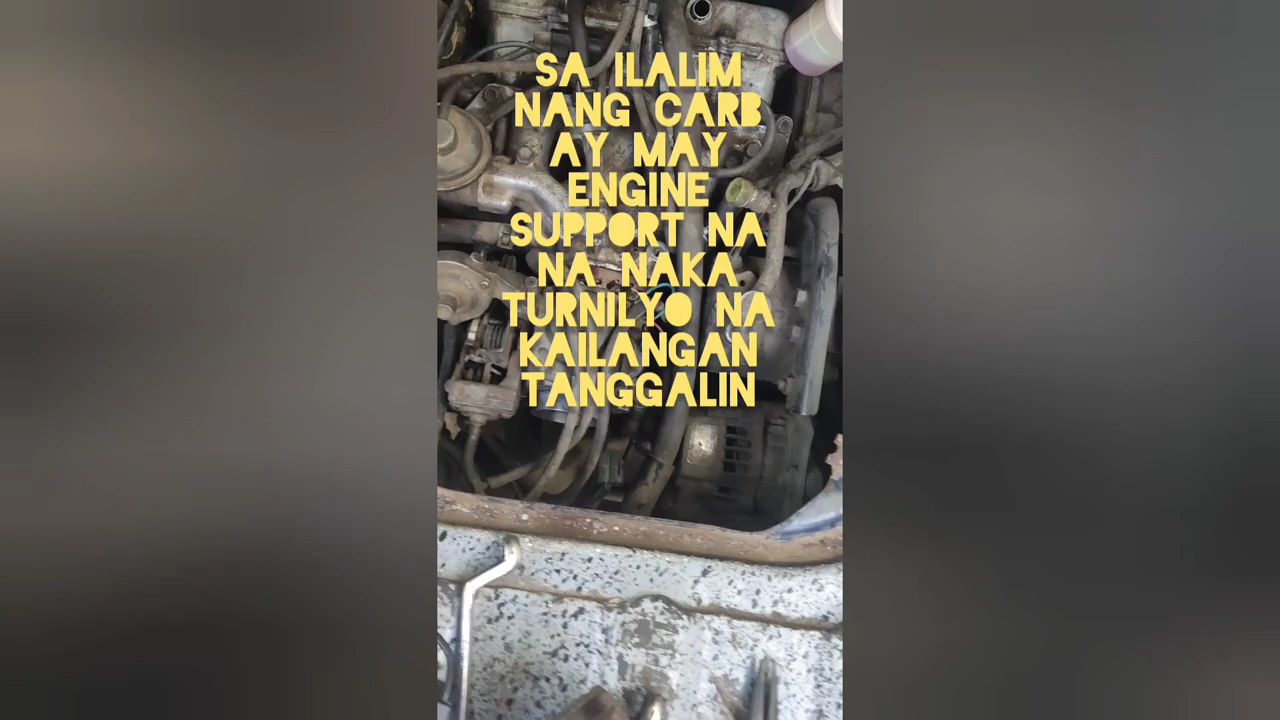 SA ILALIM
NANG CARB
AY MAY
ENGINE
SUPPORT NA
NA NAKA
TURNILYO NA
KAILANGAN
TANGGALIN